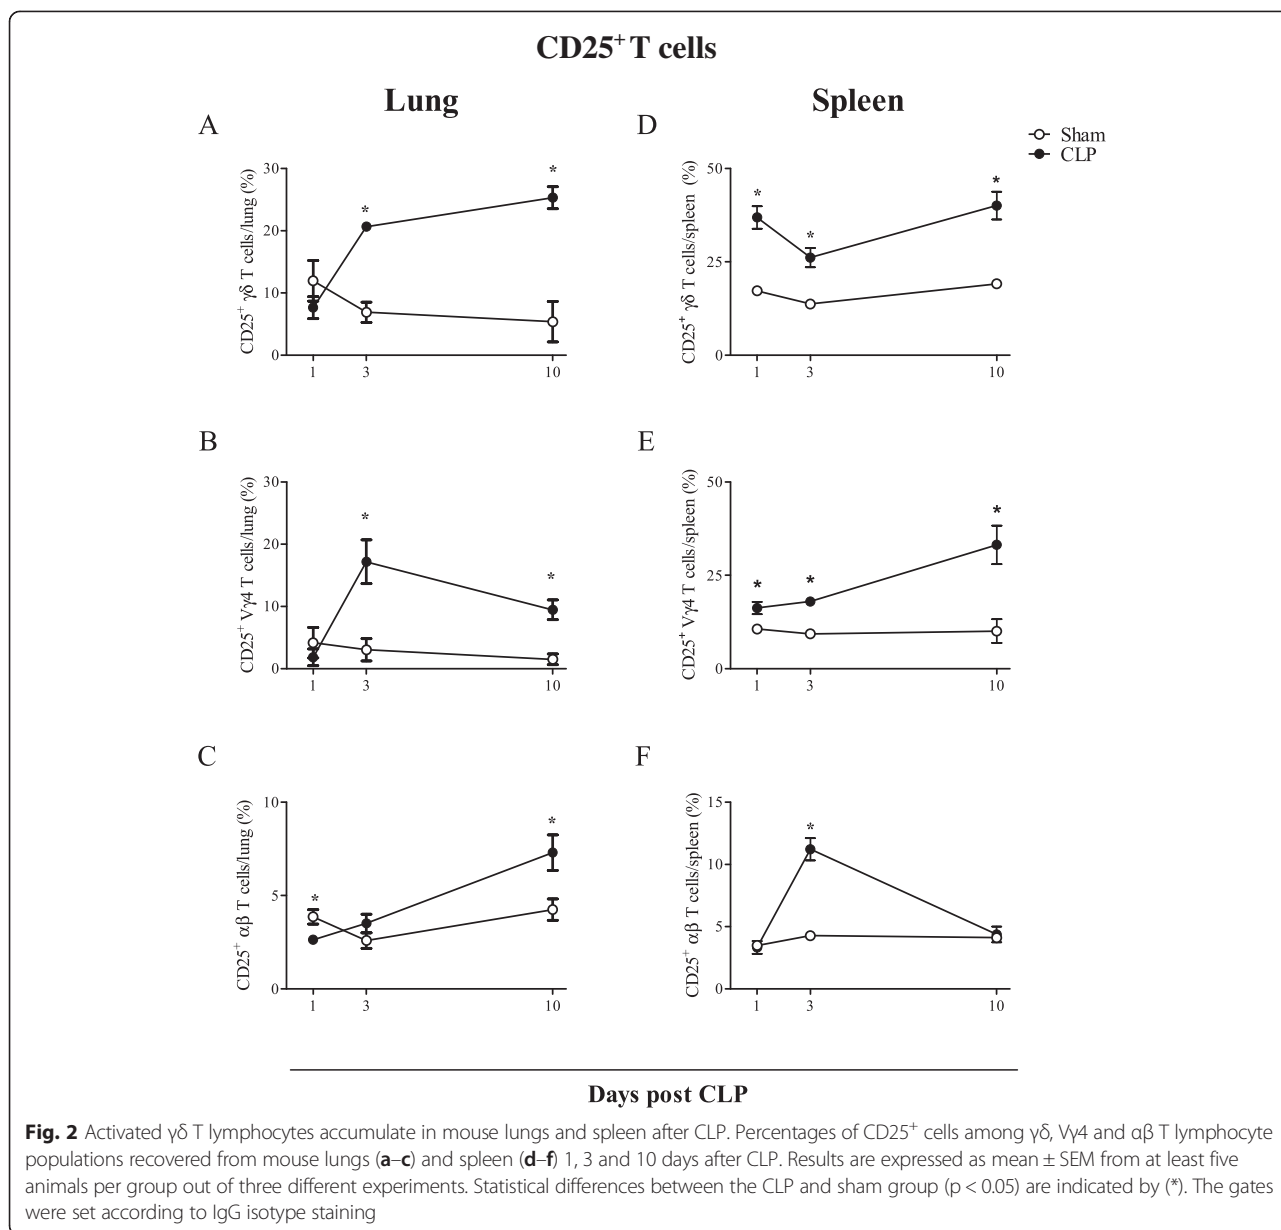 CD25⁺ T cells
Lung
Spleen
Sham
CLP
A
CD25⁺ γδ T cells/lung (%)
30
20
10
0
*
*
1
3
10
D
CD25⁺ γδ T cells/spleen (%)
50
25
0
*
*
*
1
3
10
B
CD25⁺ Vγ4 T cells/lung (%)
30
20
10
0
*
*
1
3
10
E
CD25⁺ Vγ4 T cells/spleen (%)
50
25
0
*
*
*
1
3
10
C
CD25⁺ αβ T cells/lung (%)
10
5
0
*
*
1
3
10
F
CD25⁺ αβ T cells/spleen (%)
15
10
5
0
*
1
3
10
Days post CLP
Fig. 2 Activated γδ T lymphocytes accumulate in mouse lungs and spleen after CLP. Percentages of CD25⁺ cells among γδ, Vγ4 and αβ T lymphocyte
populations recovered from mouse lungs (a–c) and spleen (d–f) 1, 3 and 10 days after CLP. Results are expressed as mean ± SEM from at least five
animals per group out of three different experiments. Statistical differences between the CLP and sham group (p < 0.05) are indicated by (*). The gates
were set according to IgG isotype staining